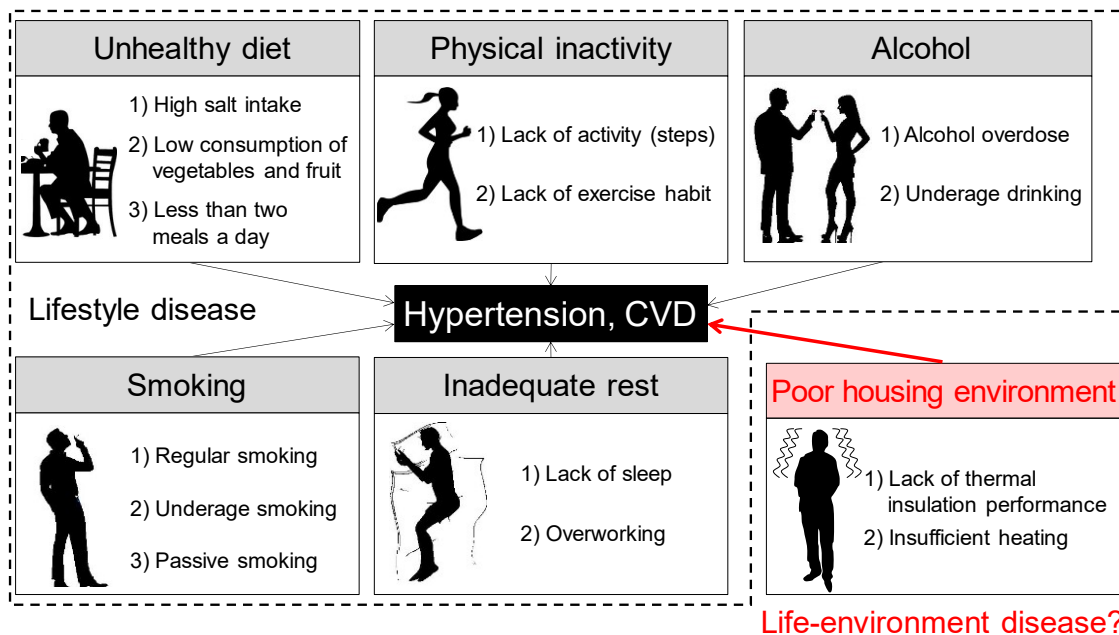 Unhealthy diet
1) High salt intake
2) Low consumption of
vegetables and fruit
3) Less than two
meals a day
Physical inactivity
1) Lack of activity (steps)
2) Lack of exercise habit
Alcohol
1) Alcohol overdose
2) Underage drinking
Lifestyle disease
Hypertension, CVD
Smoking
1) Regular smoking
2) Underage smoking
3) Passive smoking
Inadequate rest
1) Lack of sleep
2) Overworking
Poor housing environment
1) Lack of thermal
insulation performance
2) Insufficient heating
Life-environment disease?